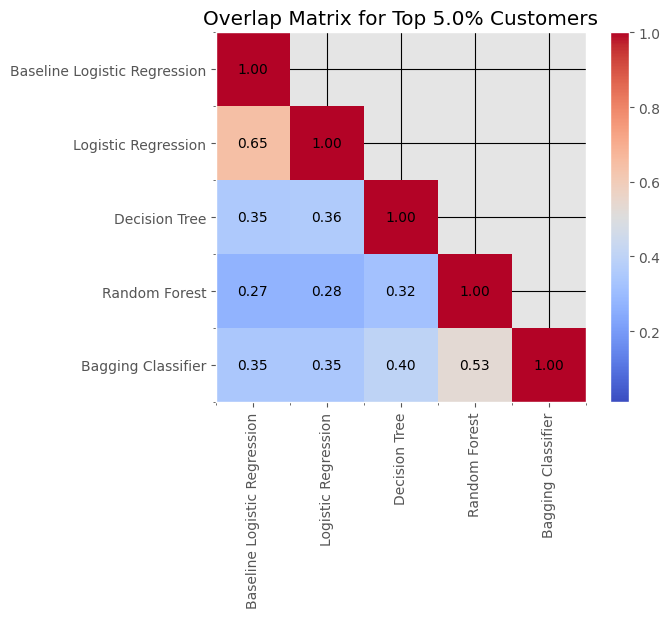 Overlap Matrix for Top 5.0% Customers
Baseline Logistic Regression
1.00
Logistic Regression
0.65 1.00
Decision Tree
0.35 0.36 1.00
Random Forest
0.27 0.28 0.32 1.00
Bagging Classifier
0.35 0.35 0.40 0.53 1.00
Baseline Logistic Regression
Logistic Regression
Decision Tree
Random Forest
Bagging Classifier
1.0
0.8
0.6
0.4
0.2